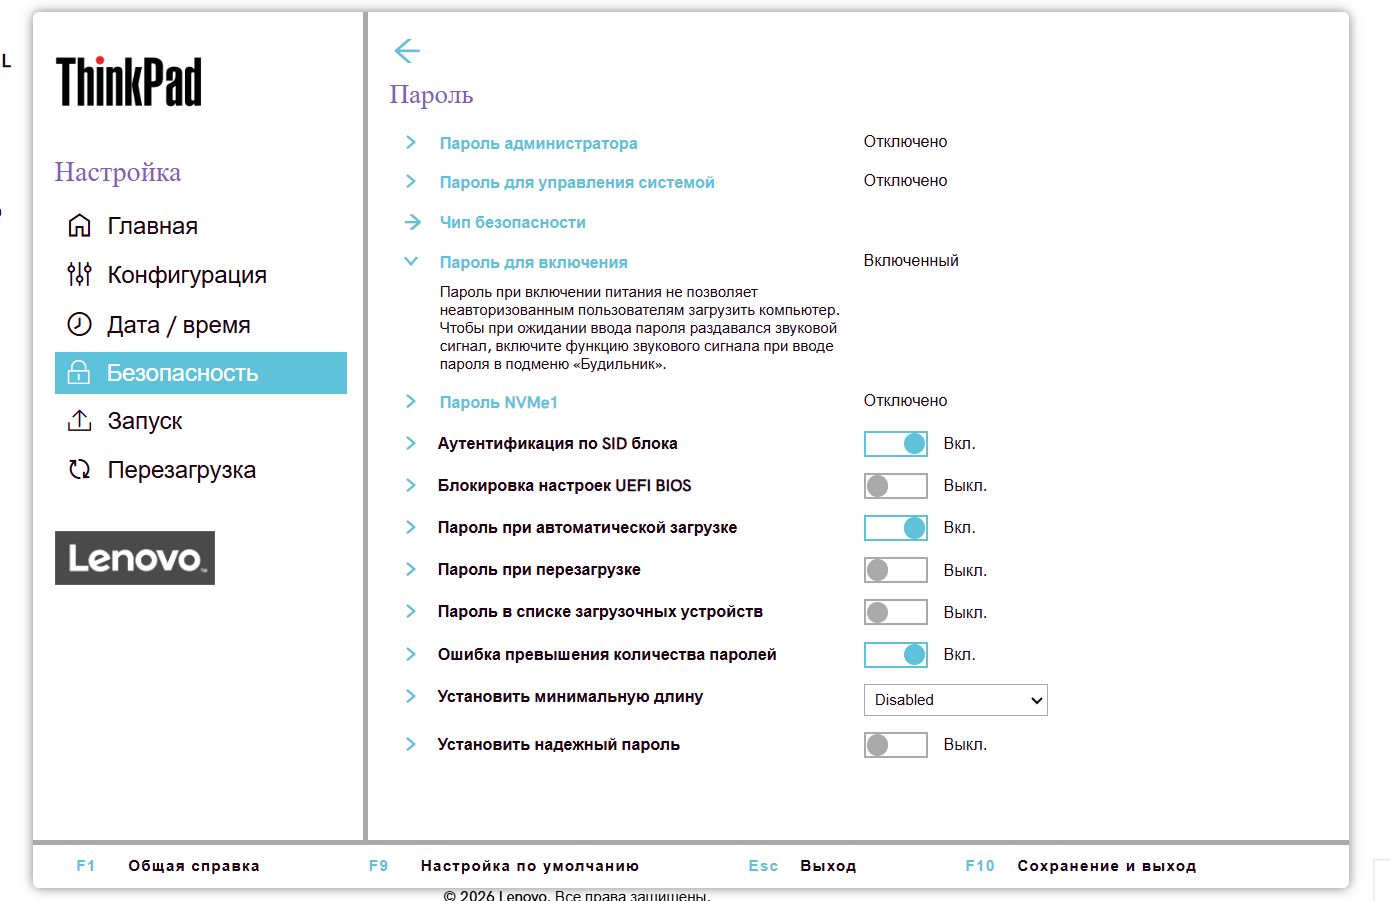 L
ThinkPad
Настройка
Главная
Конфигурация
Дата / время
Безопасность
Запуск
Перезагрузка
Lenovo™
Пароль
Пароль администратора Отключено
Пароль для управления системой Отключено
Чип безопасности
Пароль для включения Включенный
Пароль при включении питания не позволяет
неавторизованным пользователям загрузить компьютер.
Чтобы при ожидании ввода пароля раздавался звуковой
сигнал, включите функцию звукового сигнала при вводе
пароля в подменю «Будильник».
Пароль NVMe1 Отключено
Аутентификация по SID блока Вкл.
Блокировка настроек UEFI BIOS Выкл.
Пароль при автоматической загрузке Вкл.
Пароль при перезагрузке Выкл.
Пароль в списке загрузочных устройств Выкл.
Ошибка превышения количества паролей Вкл.
Установить минимальную длину Disabled
Установить надежный пароль Выкл.
F1 Общая справка F9 Настройка по умолчанию Esc Выход F10 Сохранение и выход
© 2026 Lenovo. Все права защищены.